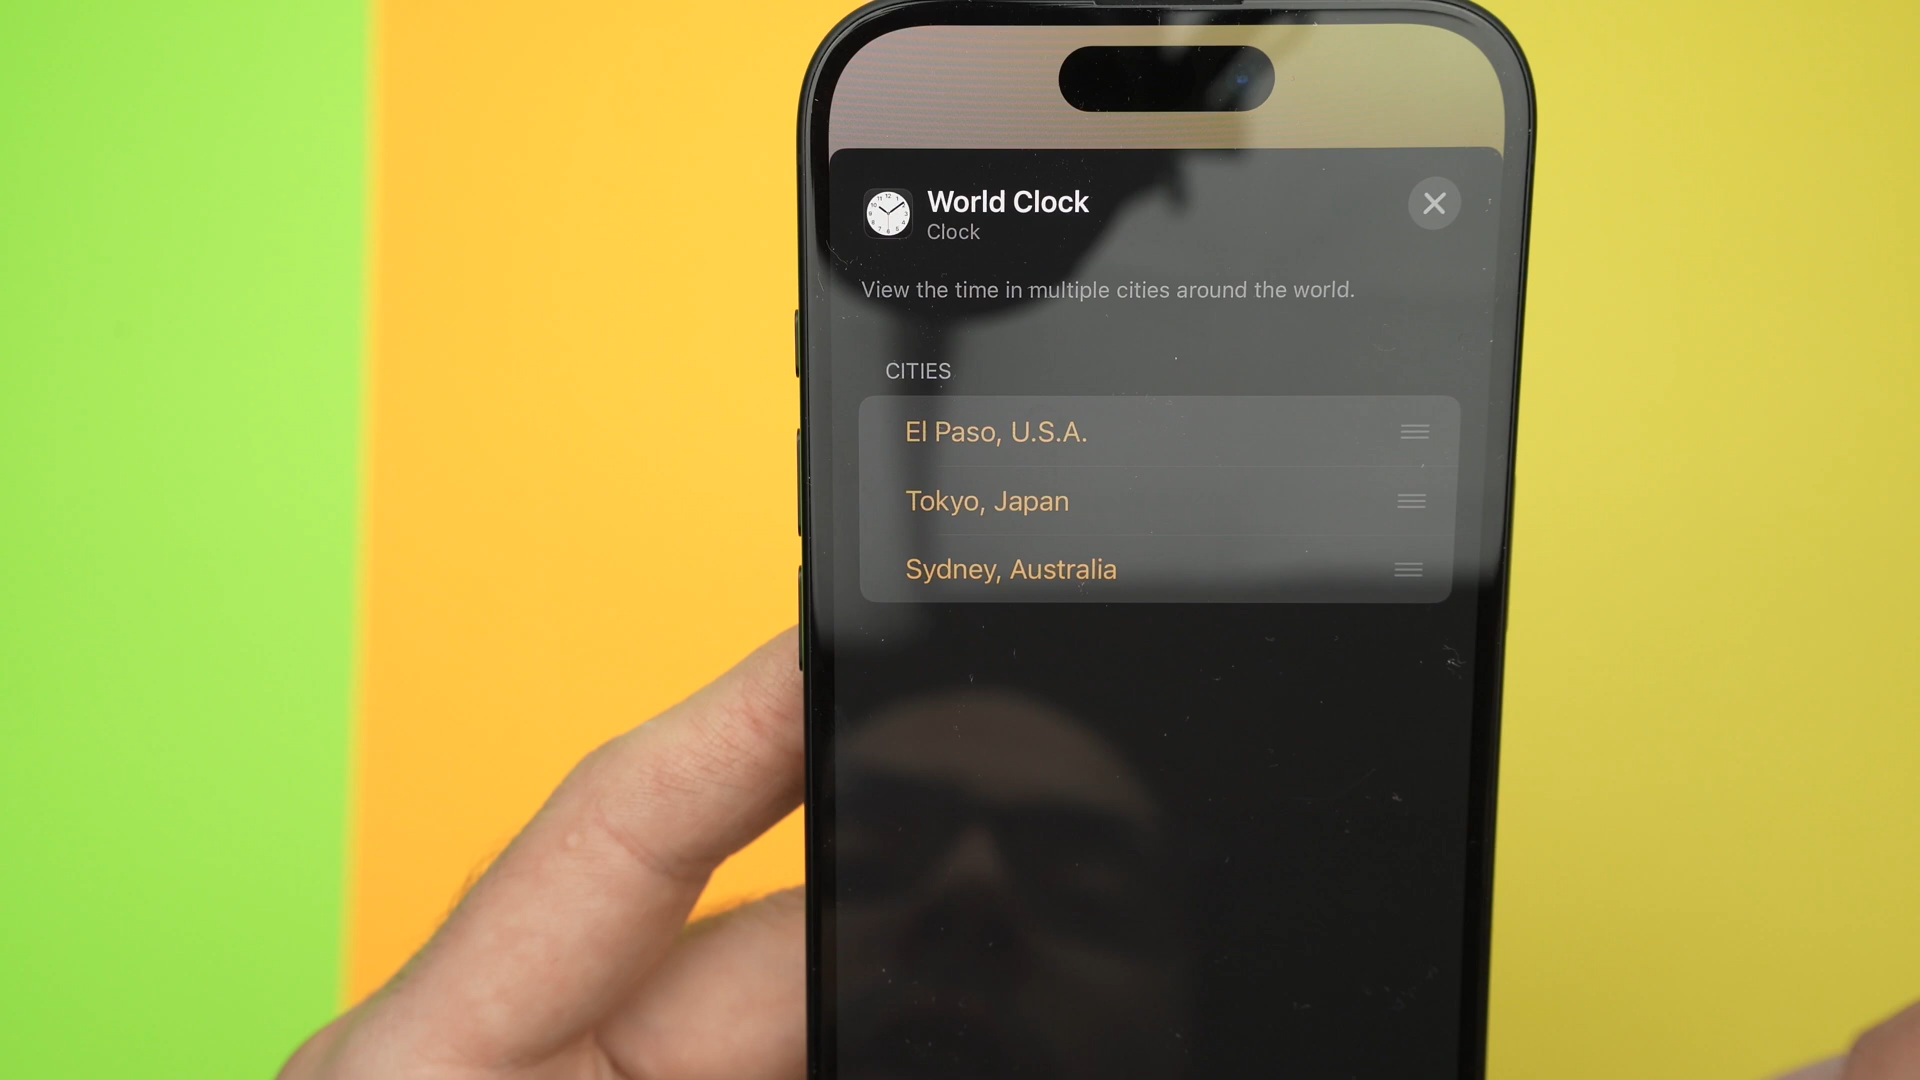 World Clock
Clock
View the time in multiple cities around the world.
CITIES
El Paso, U.S.A.
Tokyo, Japan
Sydney, Australia